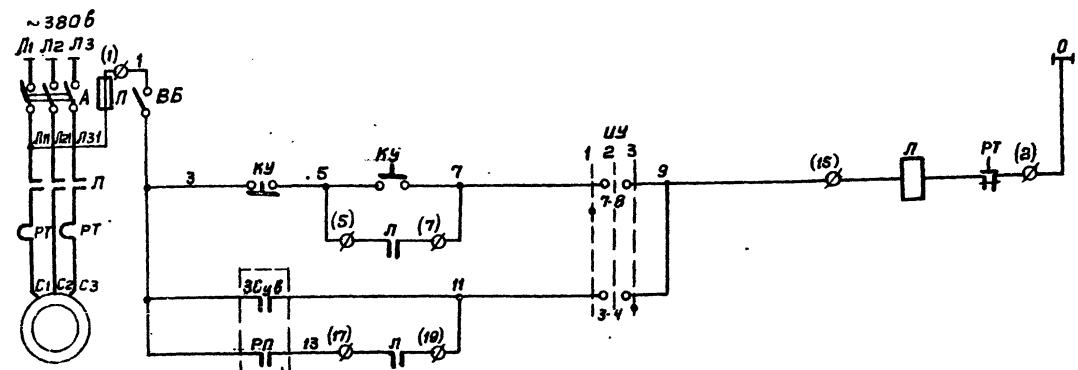 ~380в
Л1 Л2 Л3
(1) 1
О
А
П
ВБ
Л11 Л21 Л31
ИУ
КУ
КУ
1 2 3
3
5
7
9
(15)
Л
РТ
(2)
Л
7-8
(5)
Л
(7)
РТ
РТ
С1 С2 С3
3СиВ
11
3-4
РП
13
(17)
Л
(19)